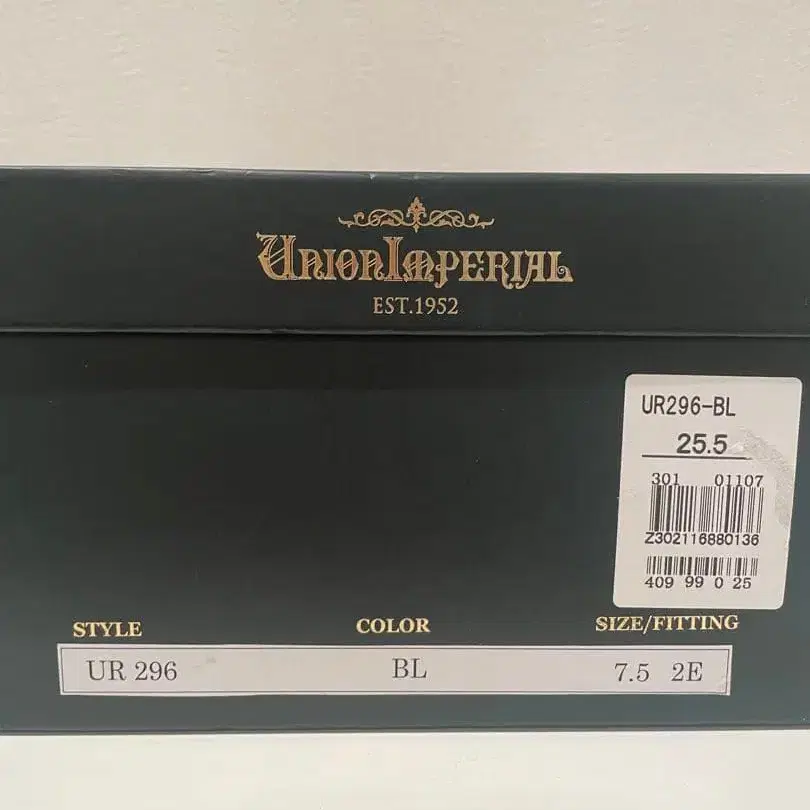 UNIONIMPERIAL
EST.1952
UR296-BL
25.5
301 01107
Z302116880136
409 99 0 25
STYLE COLOR SIZE/FITTING
UR 296 BL 7.5 2E